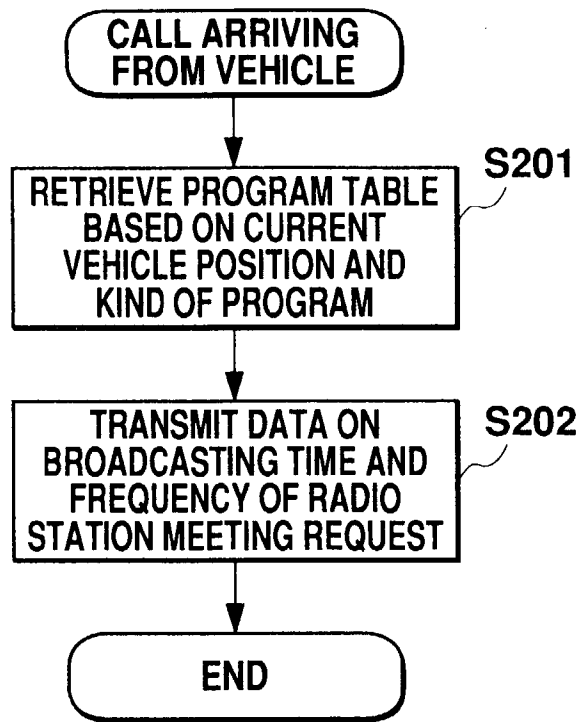 CALL ARRIVING
FROM VEHICLE
S201
RETRIEVE PROGRAM TABLE
BASED ON CURRENT
VEHICLE POSITION AND
KIND OF PROGRAM
S202
TRANSMIT DATA ON
BROADCASTING TIME AND
FREQUENCY OF RADIO
STATION MEETING REQUEST
END